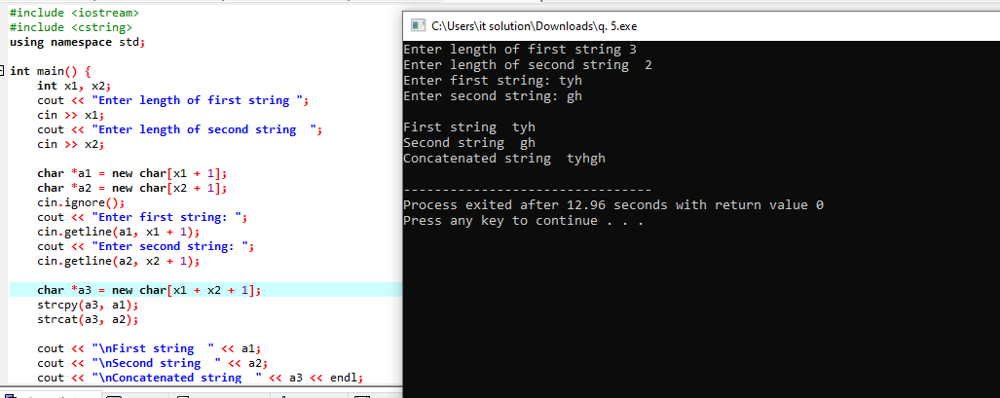 #include <iostream>
#include <cstring>
using namespace std;
int main() {
int x1, x2;
cout << "Enter length of first string ";
cin >> x1;
cout << "Enter length of second string  ";
cin >> x2;
char *a1 = new char[x1 + 1];
char *a2 = new char[x2 + 1];
cin.ignore();
cout << "Enter first string: ";
cin.getline(a1, x1 + 1);
cout << "Enter second string: ";
cin.getline(a2, x2 + 1);
char *a3 = new char[x1 + x2 + 1];
strcpy(a3, a1);
strcat(a3, a2);
cout << "\nFirst string  " << a1;
cout << "\nSecond string  " << a2;
cout << "\nConcatenated string  " << a3 << endl;
C:\Users\it solution\Downloads\q. 5.exe
Enter length of first string 3
Enter length of second string  2
Enter first string: tyh
Enter second string: gh
First string  tyh
Second string  gh
Concatenated string  tyhgh
--------------------------------
Process exited after 12.96 seconds with return value 0
Press any key to continue . . .